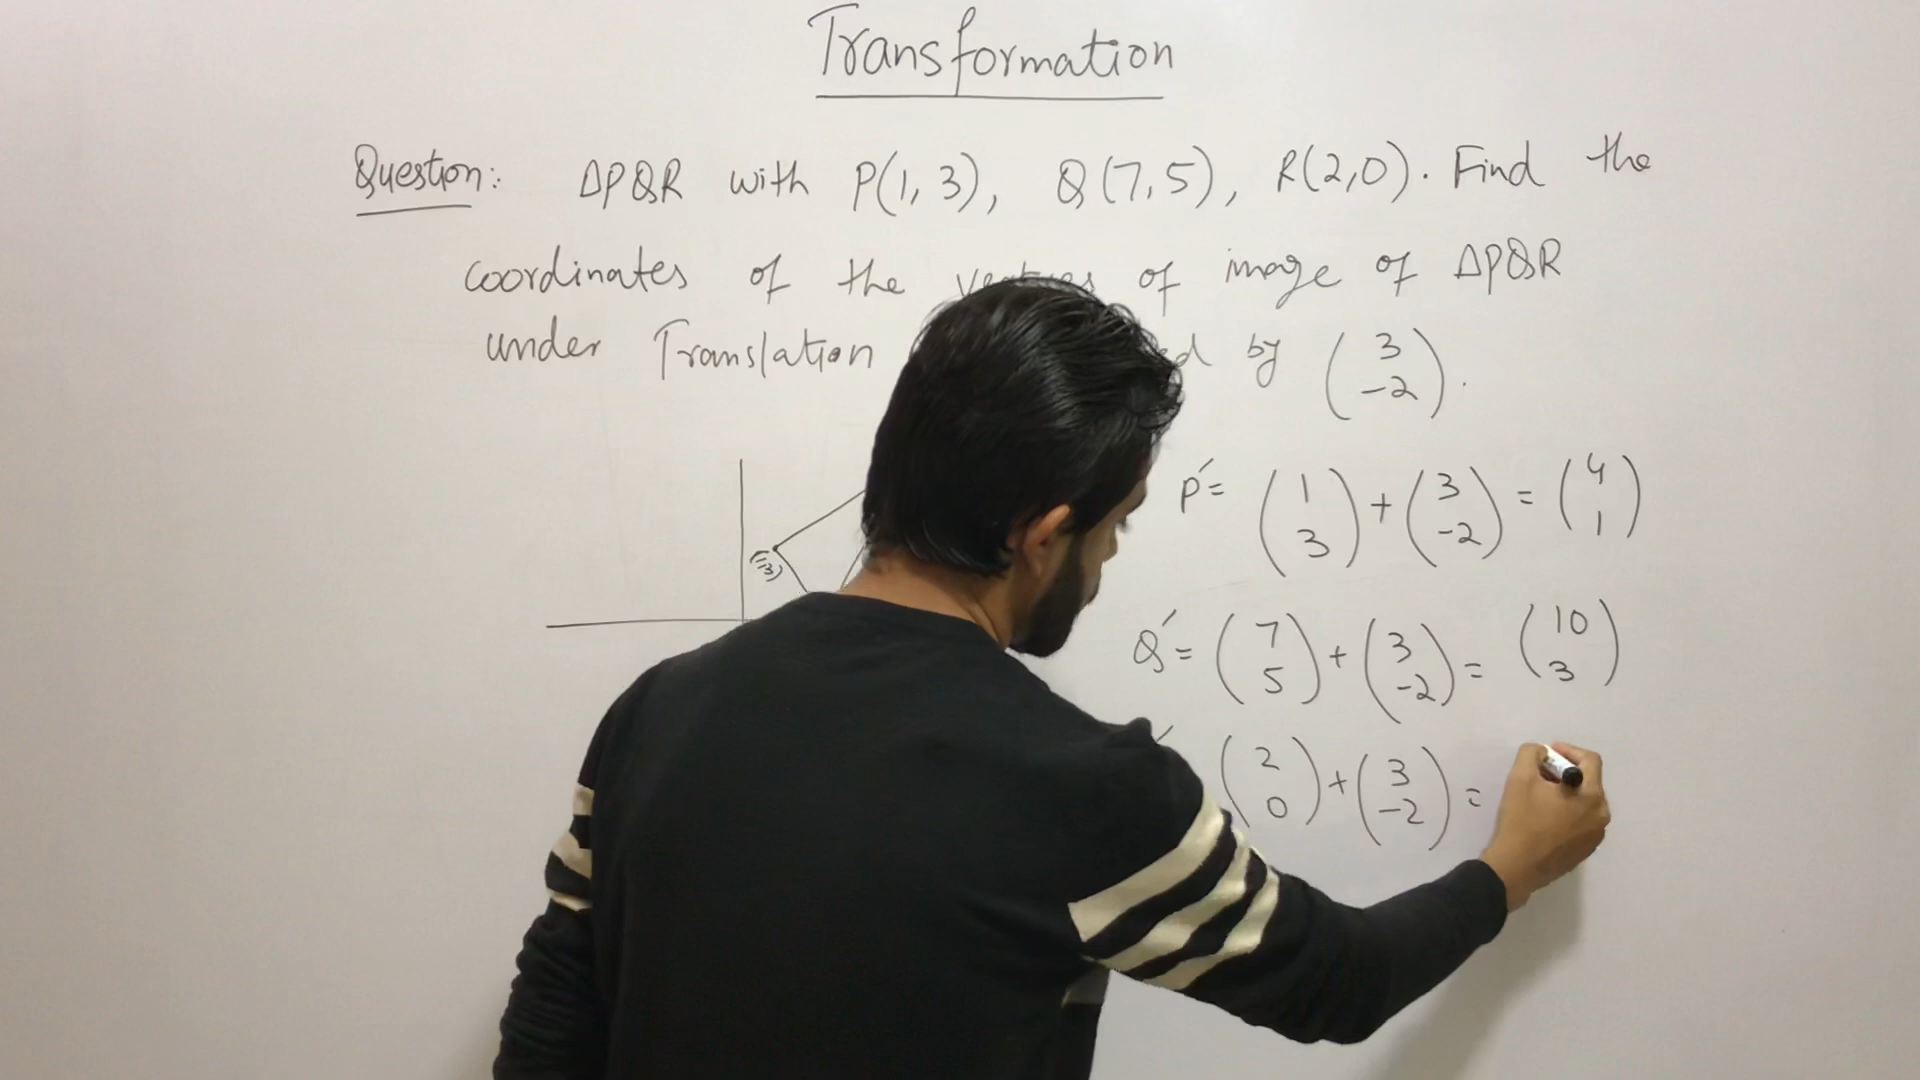 Transformation
Question: ΔPQR with P(1, 3), Q(7,5), R(2,0). Find the
coordinates of the of image of ΔPQR
under Translation by (3 -2).
P' = (1 3) + (3 -2) = (4 1)
Q' = (7 5) + (3 -2) = (10 3)
(2 0) + (3 -2) =